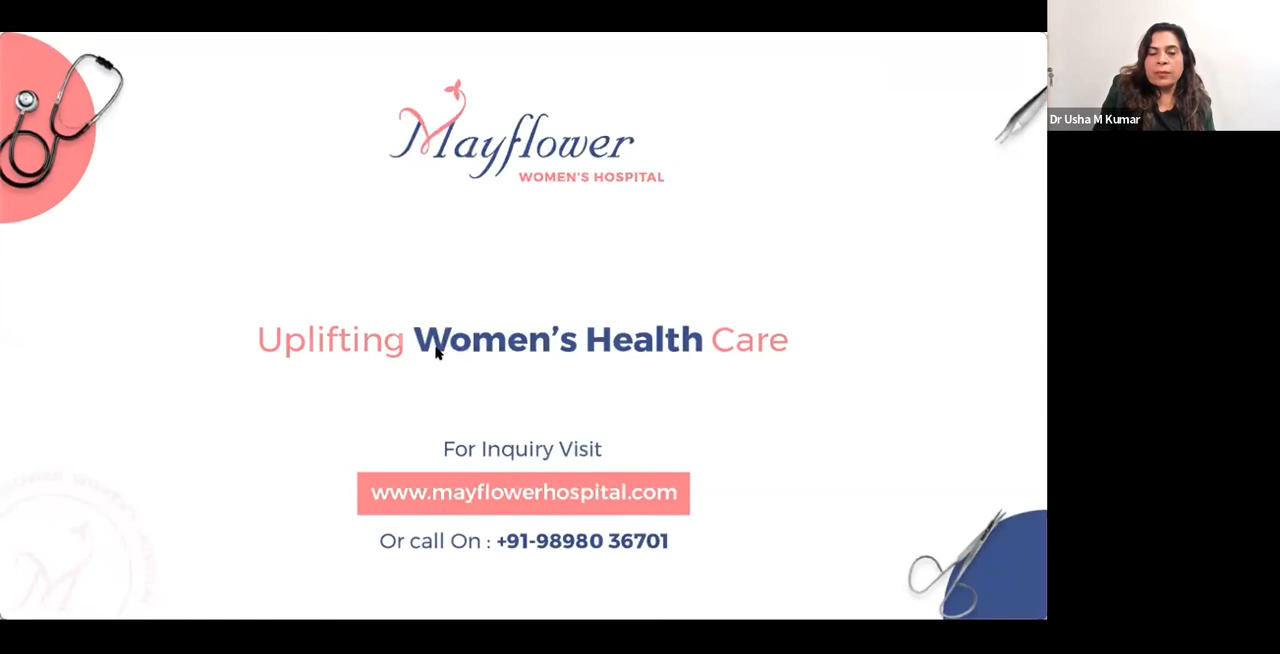 Mayflower
WOMEN'S HOSPITAL
Dr Usha M Kumar
Uplifting Women's Health Care
For Inquiry Visit
www.mayflowerhospital.com
Or call On : +91-98980 36701